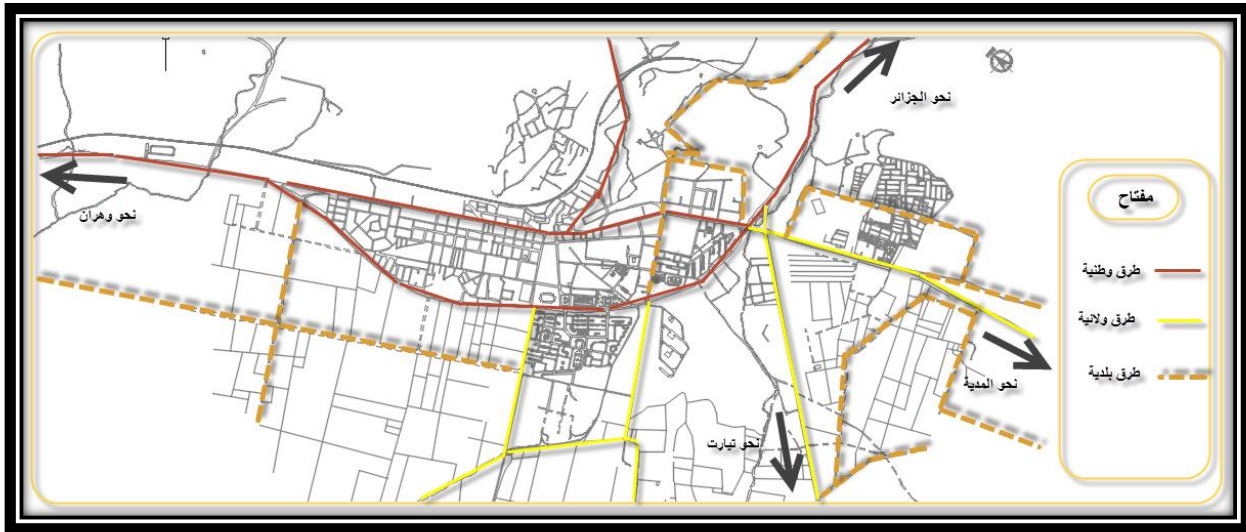 نحو الجزائر
مفتاح
نحو وهران
طرق وطنية
طرق ولائية
طرق بلدية
نحو المدية
نحو تيارت